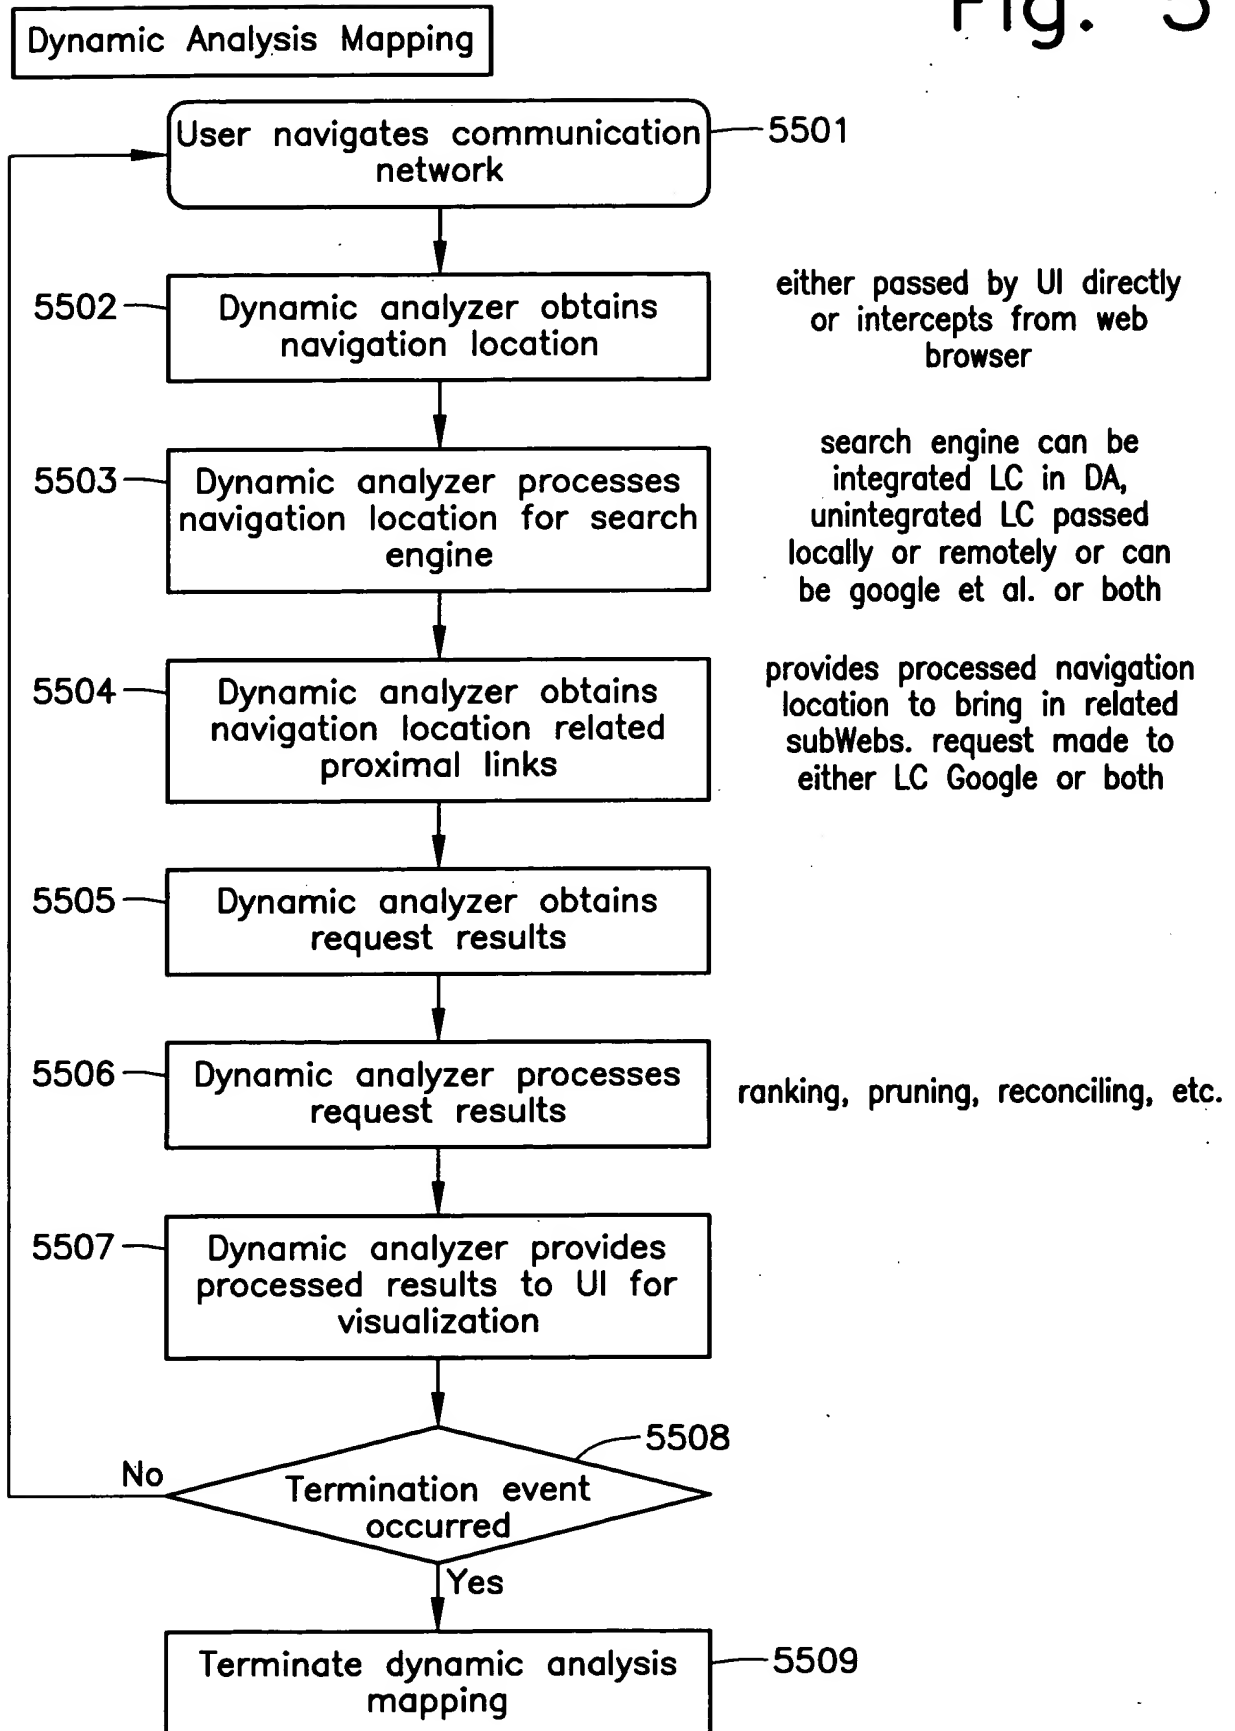 Fig. 5
Dynamic Analysis Mapping
User navigates communication
network
5501
5502
Dynamic analyzer obtains
navigation location
either passed by UI directly
or intercepts from web
browser
5503
Dynamic analyzer processes
navigation location for search
engine
search engine can be
integrated LC in DA,
unintegrated LC passed
locally or remotely or can
be google et al. or both
5504
Dynamic analyzer obtains
navigation location related
proximal links
provides processed navigation
location to bring in related
subWebs. request made to
either LC Google or both
5505
Dynamic analyzer obtains
request results
5506
Dynamic analyzer processes
request results
ranking, pruning, reconciling, etc.
5507
Dynamic analyzer provides
processed results to UI for
visualization
5508
No
Termination event
occurred
Yes
Terminate dynamic analysis
mapping
5509